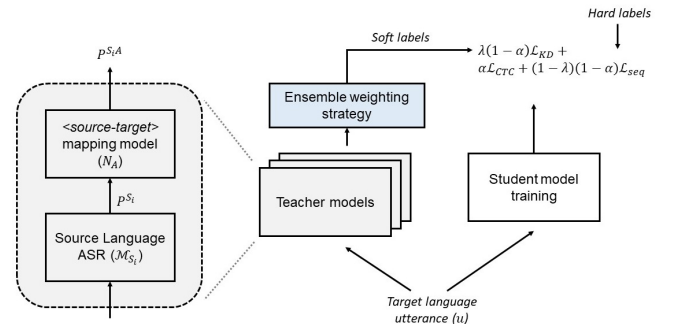 Hard labels
Soft labels
λ(1 − α)ℒ_KD +
αℒ_CTC + (1 − λ)(1 − α)ℒ_seq
P^{S_i A}
<source-target>
mapping model
(N_A)
P^{S_i}
Source Language
ASR (ℳ_{S_i})
Ensemble weighting
strategy
Teacher models
Student model
training
Target language
utterance (u)